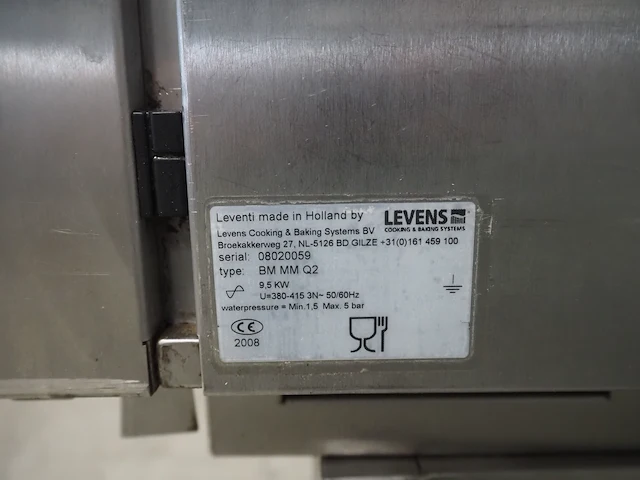 Leventi made in Holland by
LEVENS
COOKING & BAKING SYSTEMS
Levens Cooking & Baking Systems BV
Broekakkerweg 27, NL-5126 BD GILZE +31(0)161 459 100
serial: 08020059
type: BM MM Q2
9,5 KW
U=380-415 3N~ 50/60Hz
waterpressure = Min.1,5 Max. 5 bar
CE
2008